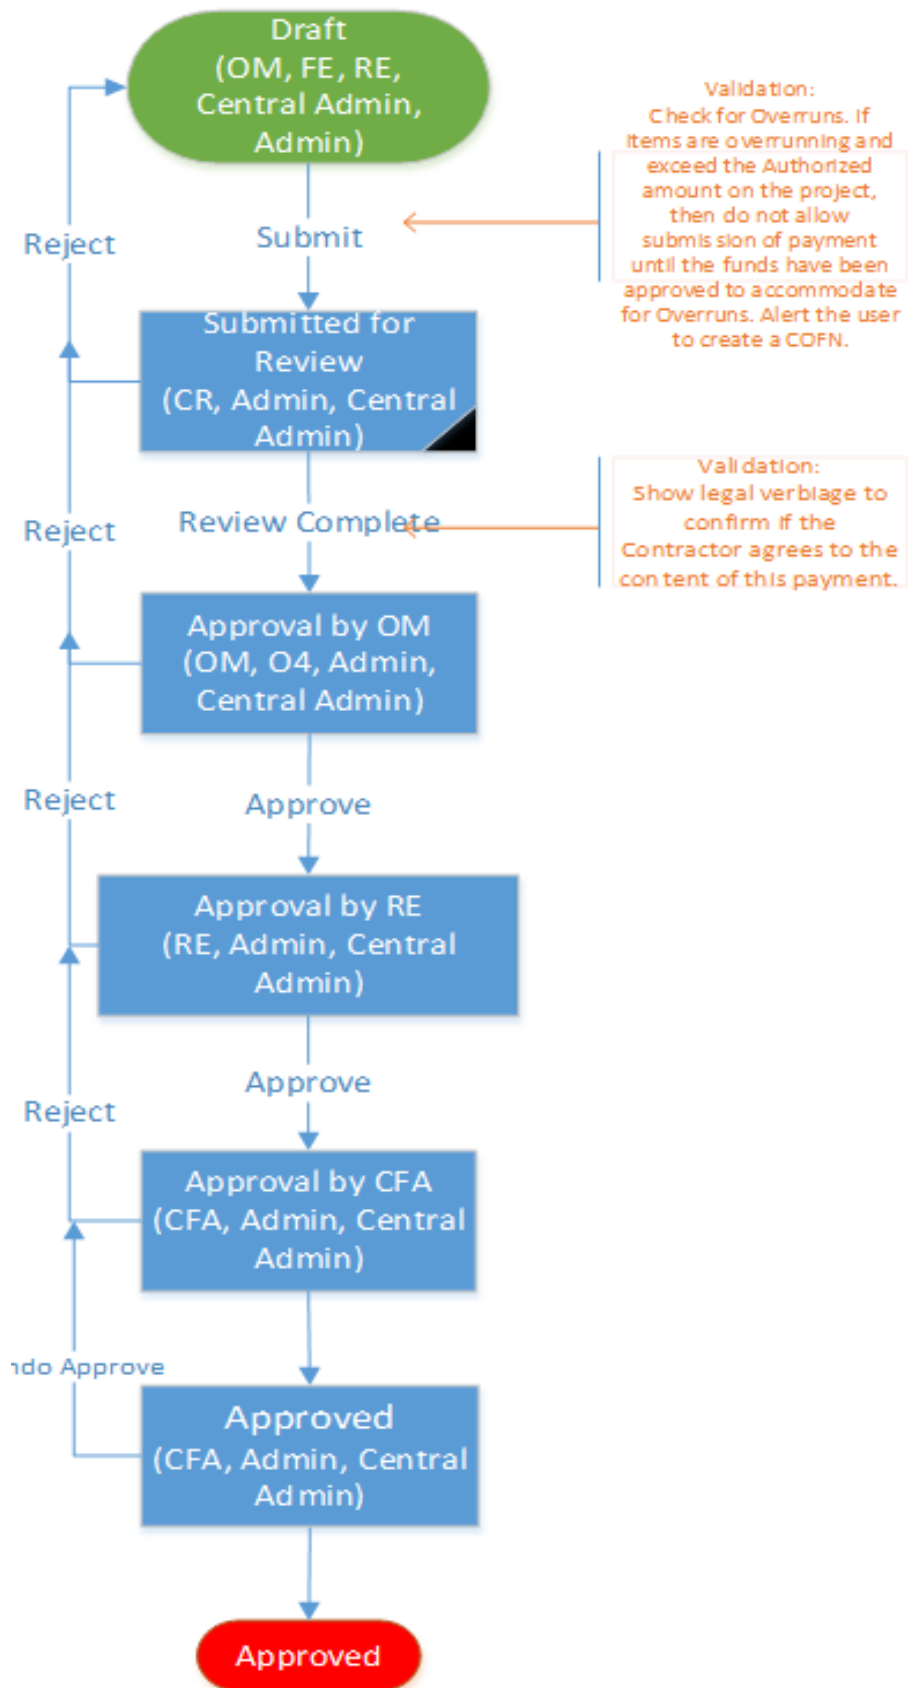 Draft
(OM, FE, RE,
Central Admin,
Admin)
Validation:
Check for Overruns. If
items are overrunning and
exceed the Authorized
amount on the project,
then do not allow
submission of payment
until the funds have been
approved to accommodate
for Overruns. Alert the user
to create a COFN.
Reject
Submit
Submitted for
Review
(CR, Admin, Central
Admin)
Validation:
Show legal verbiage to
confirm if the
Contractor agrees to the
content of this payment.
Reject
Review Complete
Approval by OM
(OM, O4, Admin,
Central Admin)
Reject
Approve
Approval by RE
(RE, Admin, Central
Admin)
Approve
Reject
Approval by CFA
(CFA, Admin, Central
Admin)
ndo Approve
Approved
(CFA, Admin, Central
Admin)
Approved